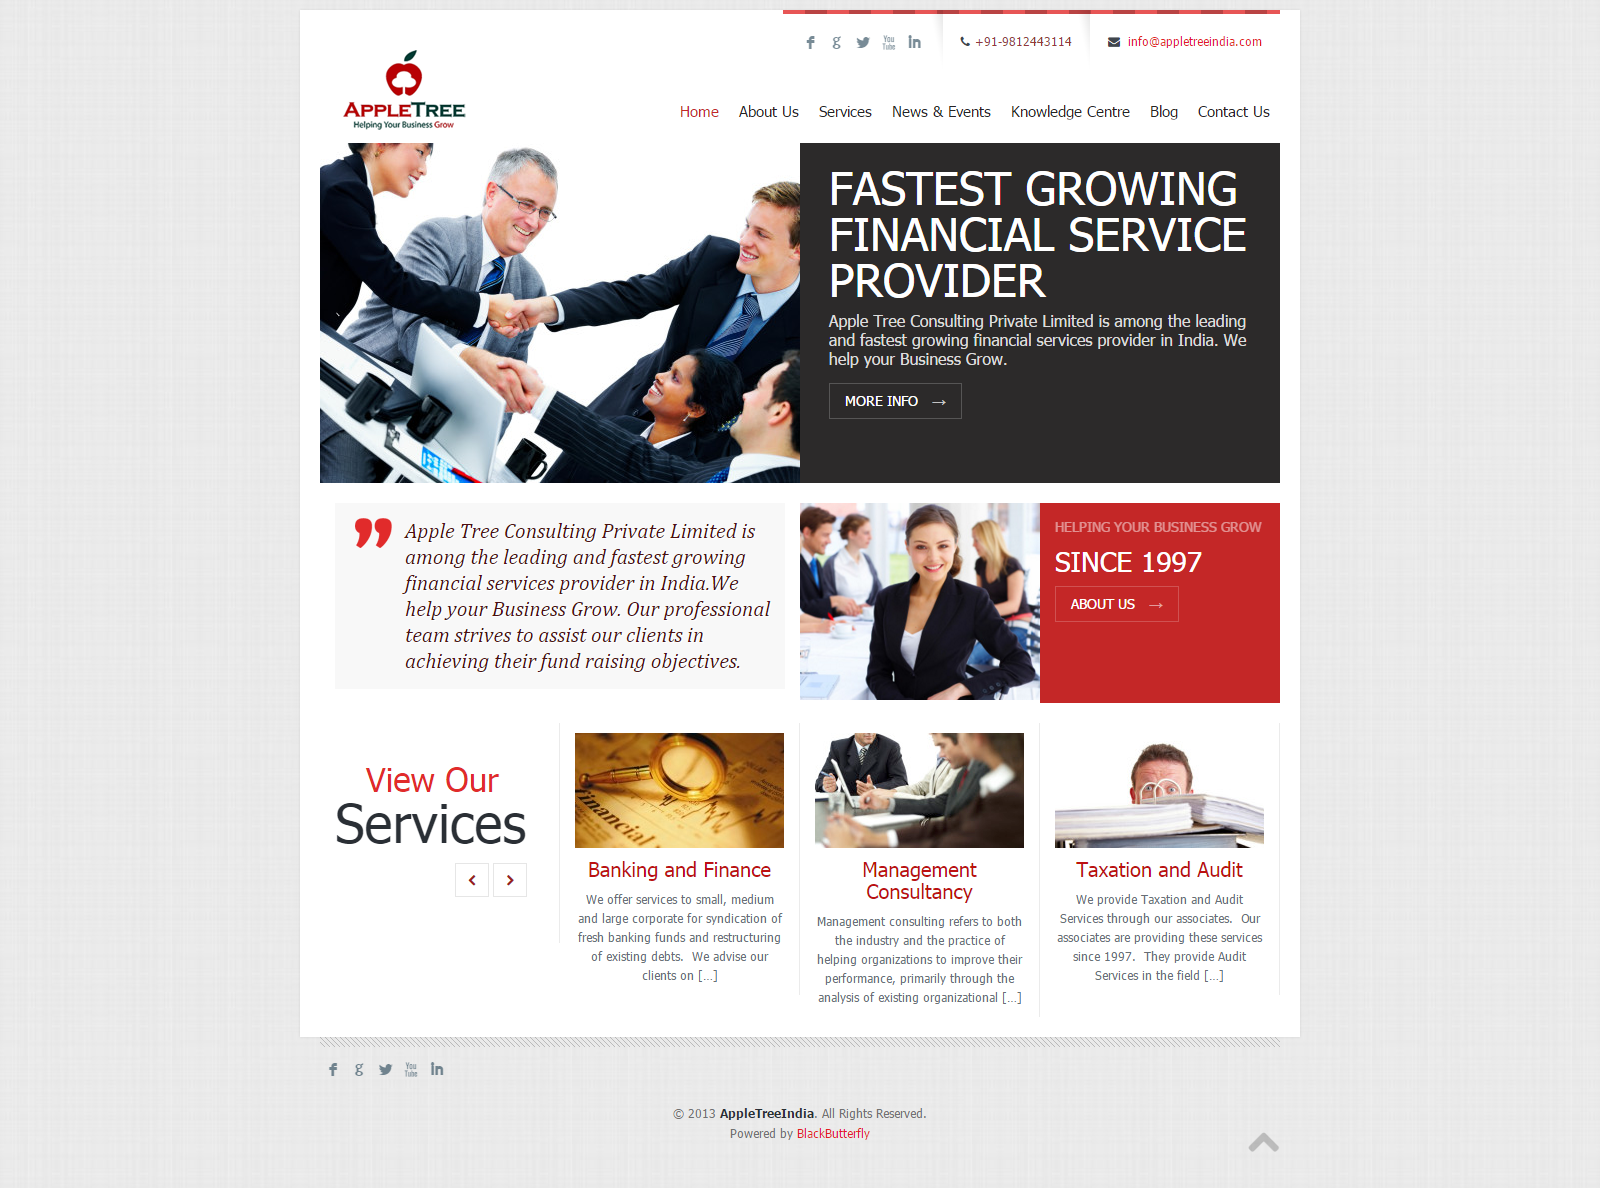 +91-9812443114
info@appletreeindia.com
APPLETREE
Helping Your Business Grow
Home About Us Services News & Events Knowledge Centre Blog Contact Us
FASTEST GROWING
FINANCIAL SERVICE
PROVIDER
Apple Tree Consulting Private Limited is among the leading
and fastest growing financial services provider in India. We
help your Business Grow.
MORE INFO →
Apple Tree Consulting Private Limited is
among the leading and fastest growing
financial services provider in India.We
help your Business Grow. Our professional
team strives to assist our clients in
achieving their fund raising objectives.
HELPING YOUR BUSINESS GROW
SINCE 1997
ABOUT US →
View Our
Services
financial
Banking and Finance
We offer services to small, medium
and large corporate for syndication of
fresh banking funds and restructuring
of existing debts.  We advise our
clients on [...]
Management
Consultancy
Management consulting refers to both
the industry and the practice of
helping organizations to improve their
performance, primarily through the
analysis of existing organizational [...]
Taxation and Audit
We provide Taxation and Audit
Services through our associates.  Our
associates are providing these services
since 1997.  They provide Audit
Services in the field [...]
You
Tube
© 2013 AppleTreeIndia. All Rights Reserved.
Powered by BlackButterfly